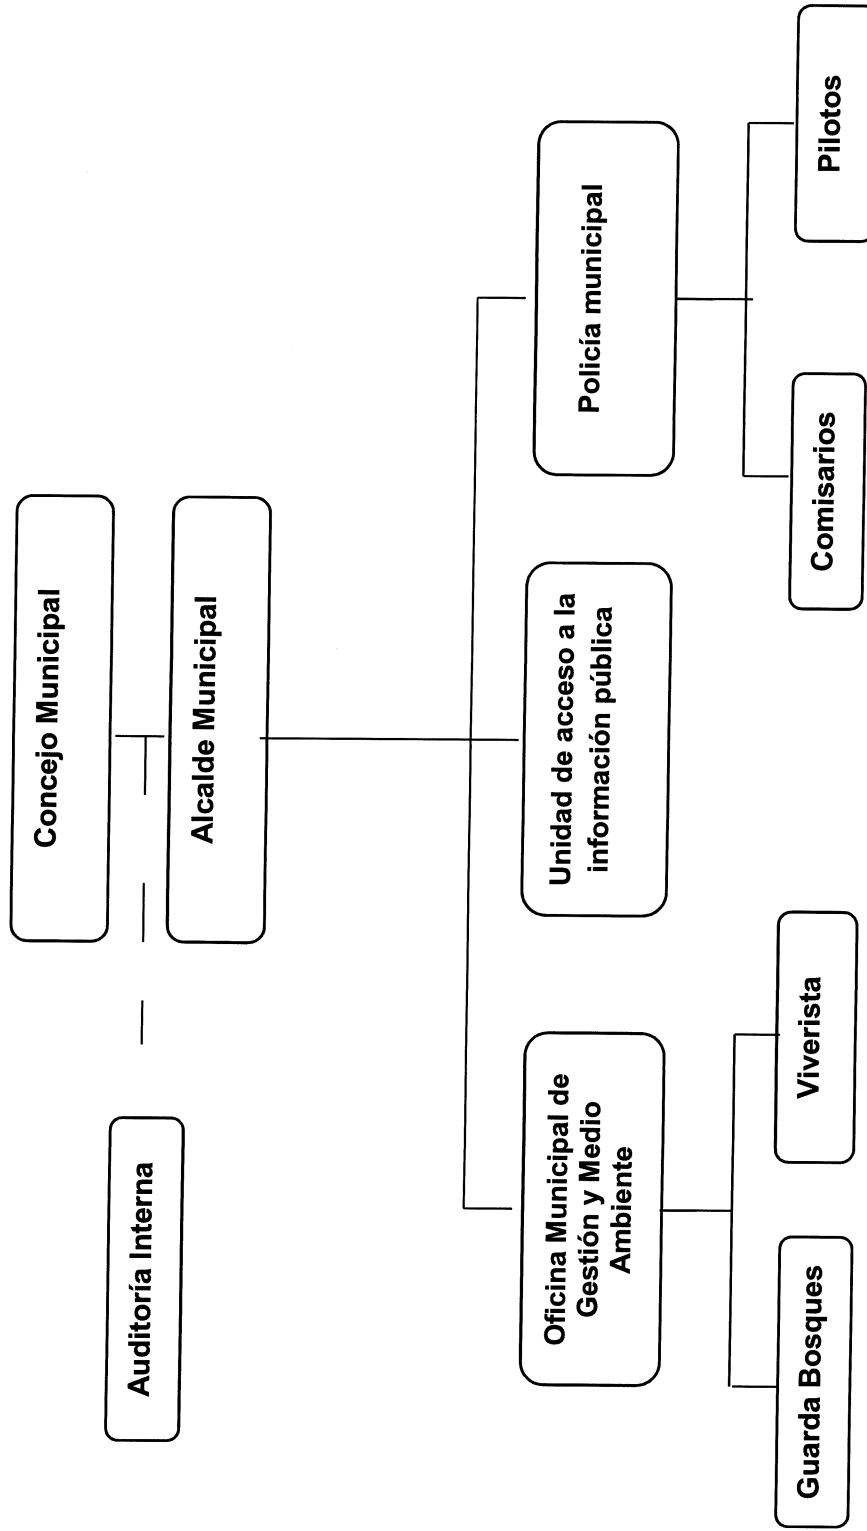 Concejo Municipal
Auditoría Interna
Alcalde Municipal
Oficina Municipal de
Gestión y Medio
Ambiente
Unidad de acceso a la
información pública
Policía municipal
Guarda Bosques
Viverista
Comisarios
Pilotos